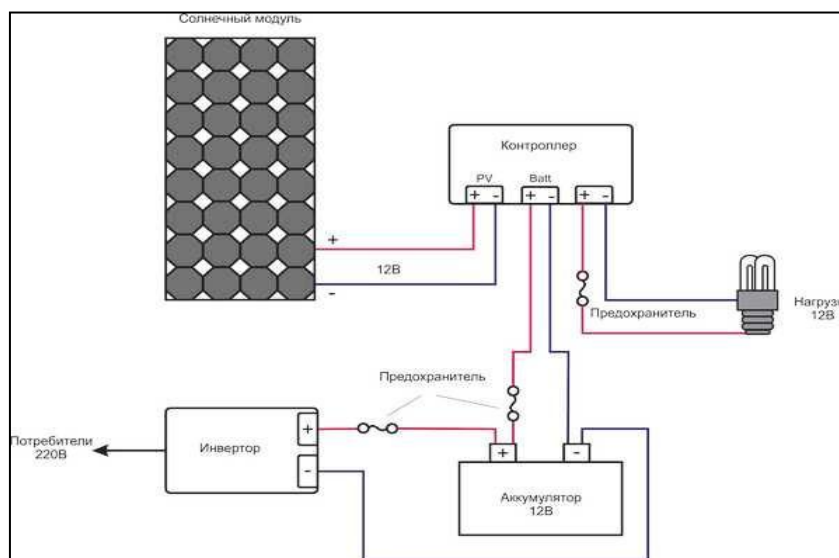 Солнечный модуль
Контроллер
PV Batt
+ - + - + -
+
12В
-
Предохранитель
Нагруз
12В
Предохранитель
Потребители
220В
Инвертор
+
-
+ -
Аккумулятор
12В